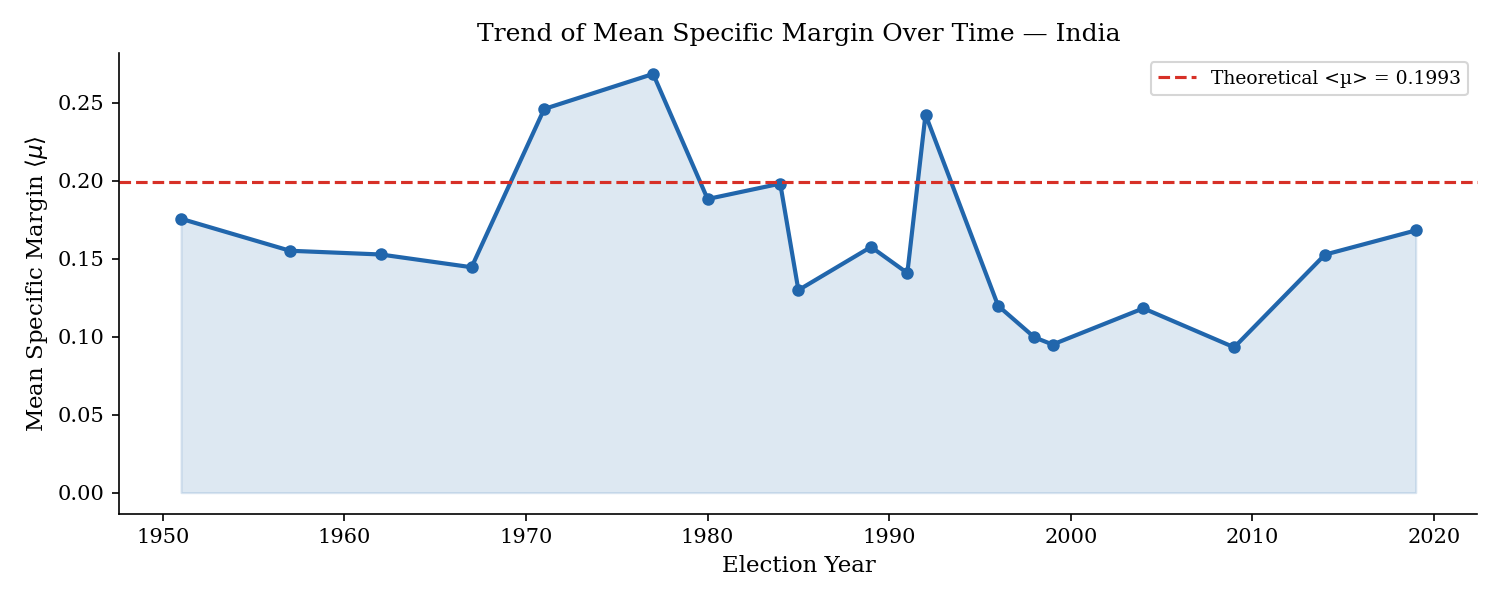 Trend of Mean Specific Margin Over Time — India
Theoretical <µ> = 0.1993
Mean Specific Margin ⟨μ⟩
0.25
0.20
0.15
0.10
0.05
0.00
1950 1960 1970 1980 1990 2000 2010 2020
Election Year